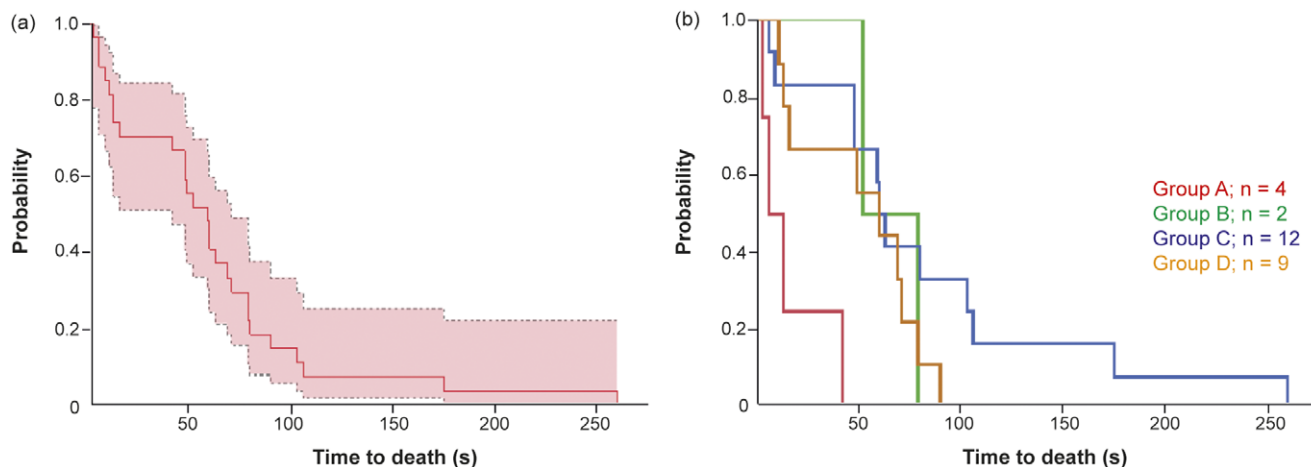 (a)
Probability
1.0
0.8
0.6
0.4
0.2
0
50 100 150 200 250
Time to death (s)
(b)
Probability
1.0
0.8
0.6
0.4
0.2
0
Group A; n = 4
Group B; n = 2
Group C; n = 12
Group D; n = 9
50 100 150 200 250
Time to death (s)